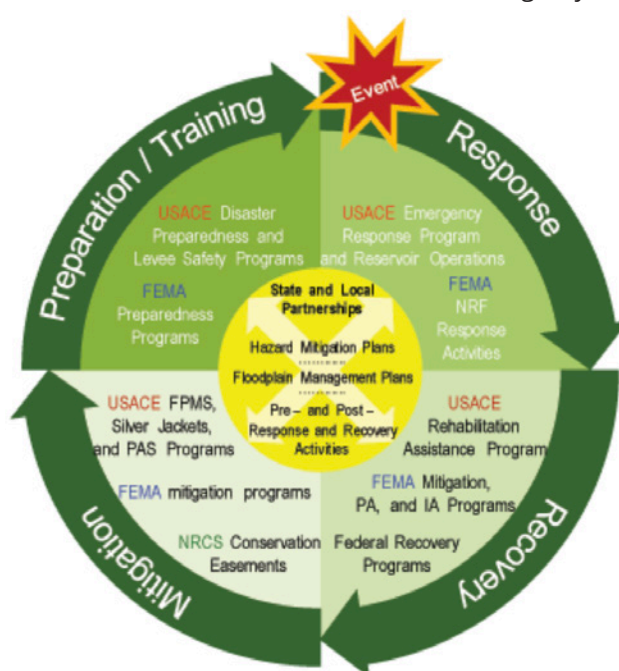 Event
Preparation / Training
Response
USACE Disaster
Preparedness and
Levee Safety Programs
FEMA
Preparedness
Programs
USACE Emergency
Response Program
and Reservoir Operations
FEMA
NRF
Response
Activities
State and Local
Partnerships
Hazard Mitigation Plans
Floodplain Management Plans
Pre– and Post–
Response and Recovery
Activities
USACE FPMS,
Silver Jackets,
and PAS Programs
FEMA mitigation programs
NRCS Conservation
Easements
USACE
Rehabilitation
Assistance Program
FEMA Mitigation,
PA, and IA Programs
Federal Recovery
Programs
Mitigation
Recovery